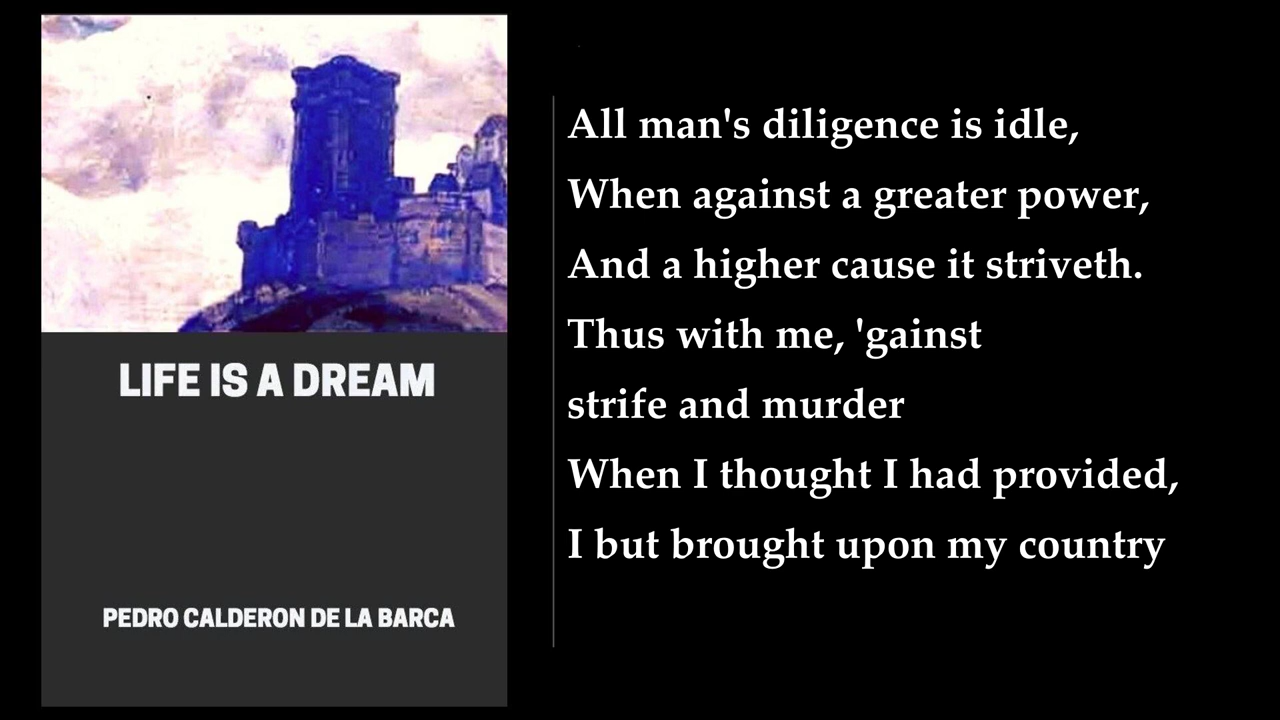 LIFE IS A DREAM
PEDRO CALDERON DE LA BARCA
All man's diligence is idle,
When against a greater power,
And a higher cause it striveth.
Thus with me, 'gainst
strife and murder
When I thought I had provided,
I but brought upon my country